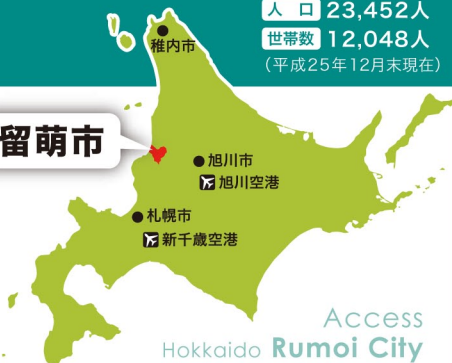 人 口 23,452人
世帯数 12,048人
（平成25年12月末現在）
稚内市
留萌市
旭川市
旭川空港
札幌市
新千歳空港
Access
Hokkaido Rumoi City